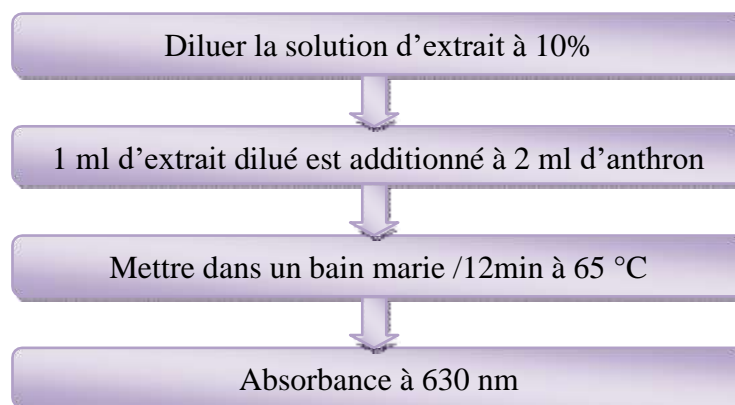 Diluer la solution d’extrait à 10%
1 ml d’extrait dilué est additionné à 2 ml d’anthron
Mettre dans un bain marie /12min à 65 °C
Absorbance à 630 nm